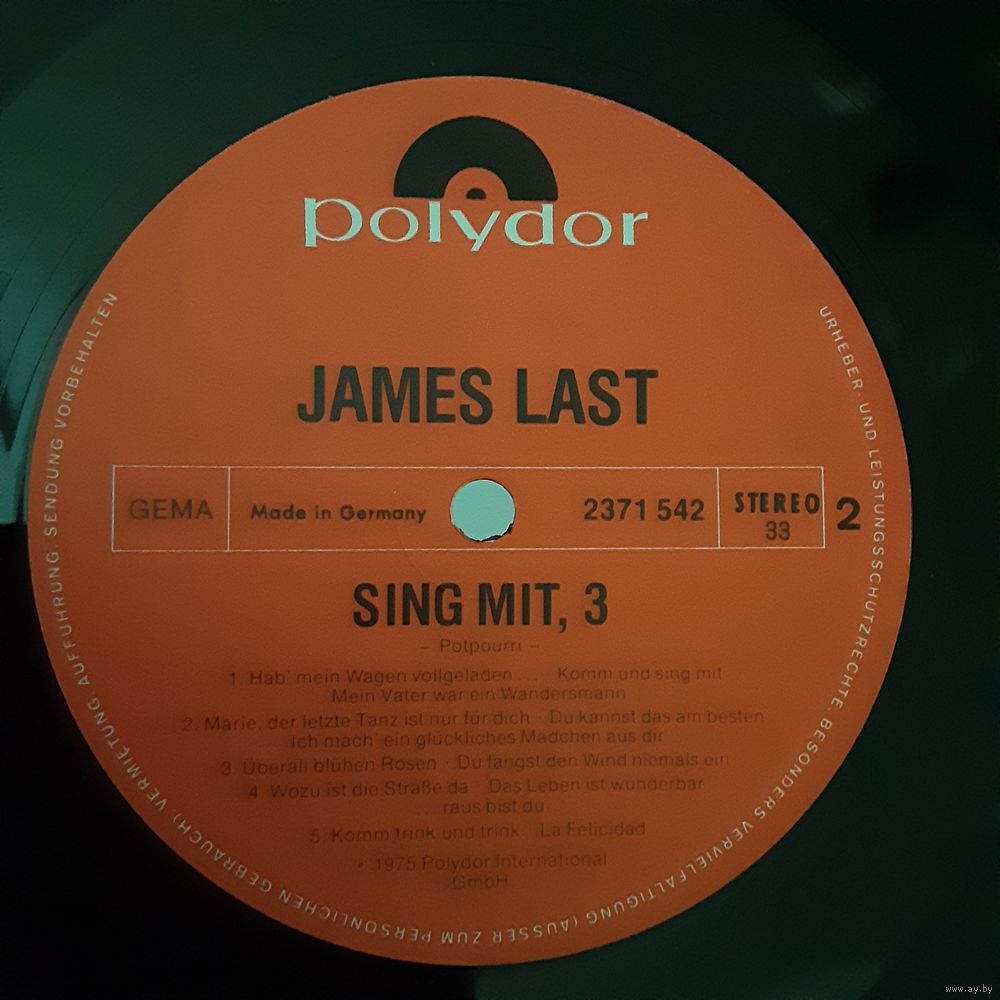 polydor
JAMES LAST
GEMA
Made in Germany
2371 542
STEREO
33
2
SING MIT, 3
– Potpourri –
1. Hab' mein Wagen vollgeladen . . . Komm und sing mit
Mein Vater war ein Wandersmann
2. Marie, der letzte Tanz ist nur für dich · Du kannst das am besten
Ich mach' ein glückliches Mädchen aus dir
3. Überall blühen Rosen · Du fängst den Wind niemals ein
4. Wozu ist die Straße da · Das Leben ist wunderbar
. . . raus bist du
5. Komm trink und trink · La Felicidad
1975 Polydor International
GmbH
URHEBER- UND LEISTUNGSSCHUTZRECHTE BESONDERS VERVIELFÄLTIGUNG (AUSSER ZUM PERSÖNLICHEN GEBRAUCH), VERMIETUNG, AUFFÜHRUNG, SENDUNG VORBEHALTEN
www.ay.by